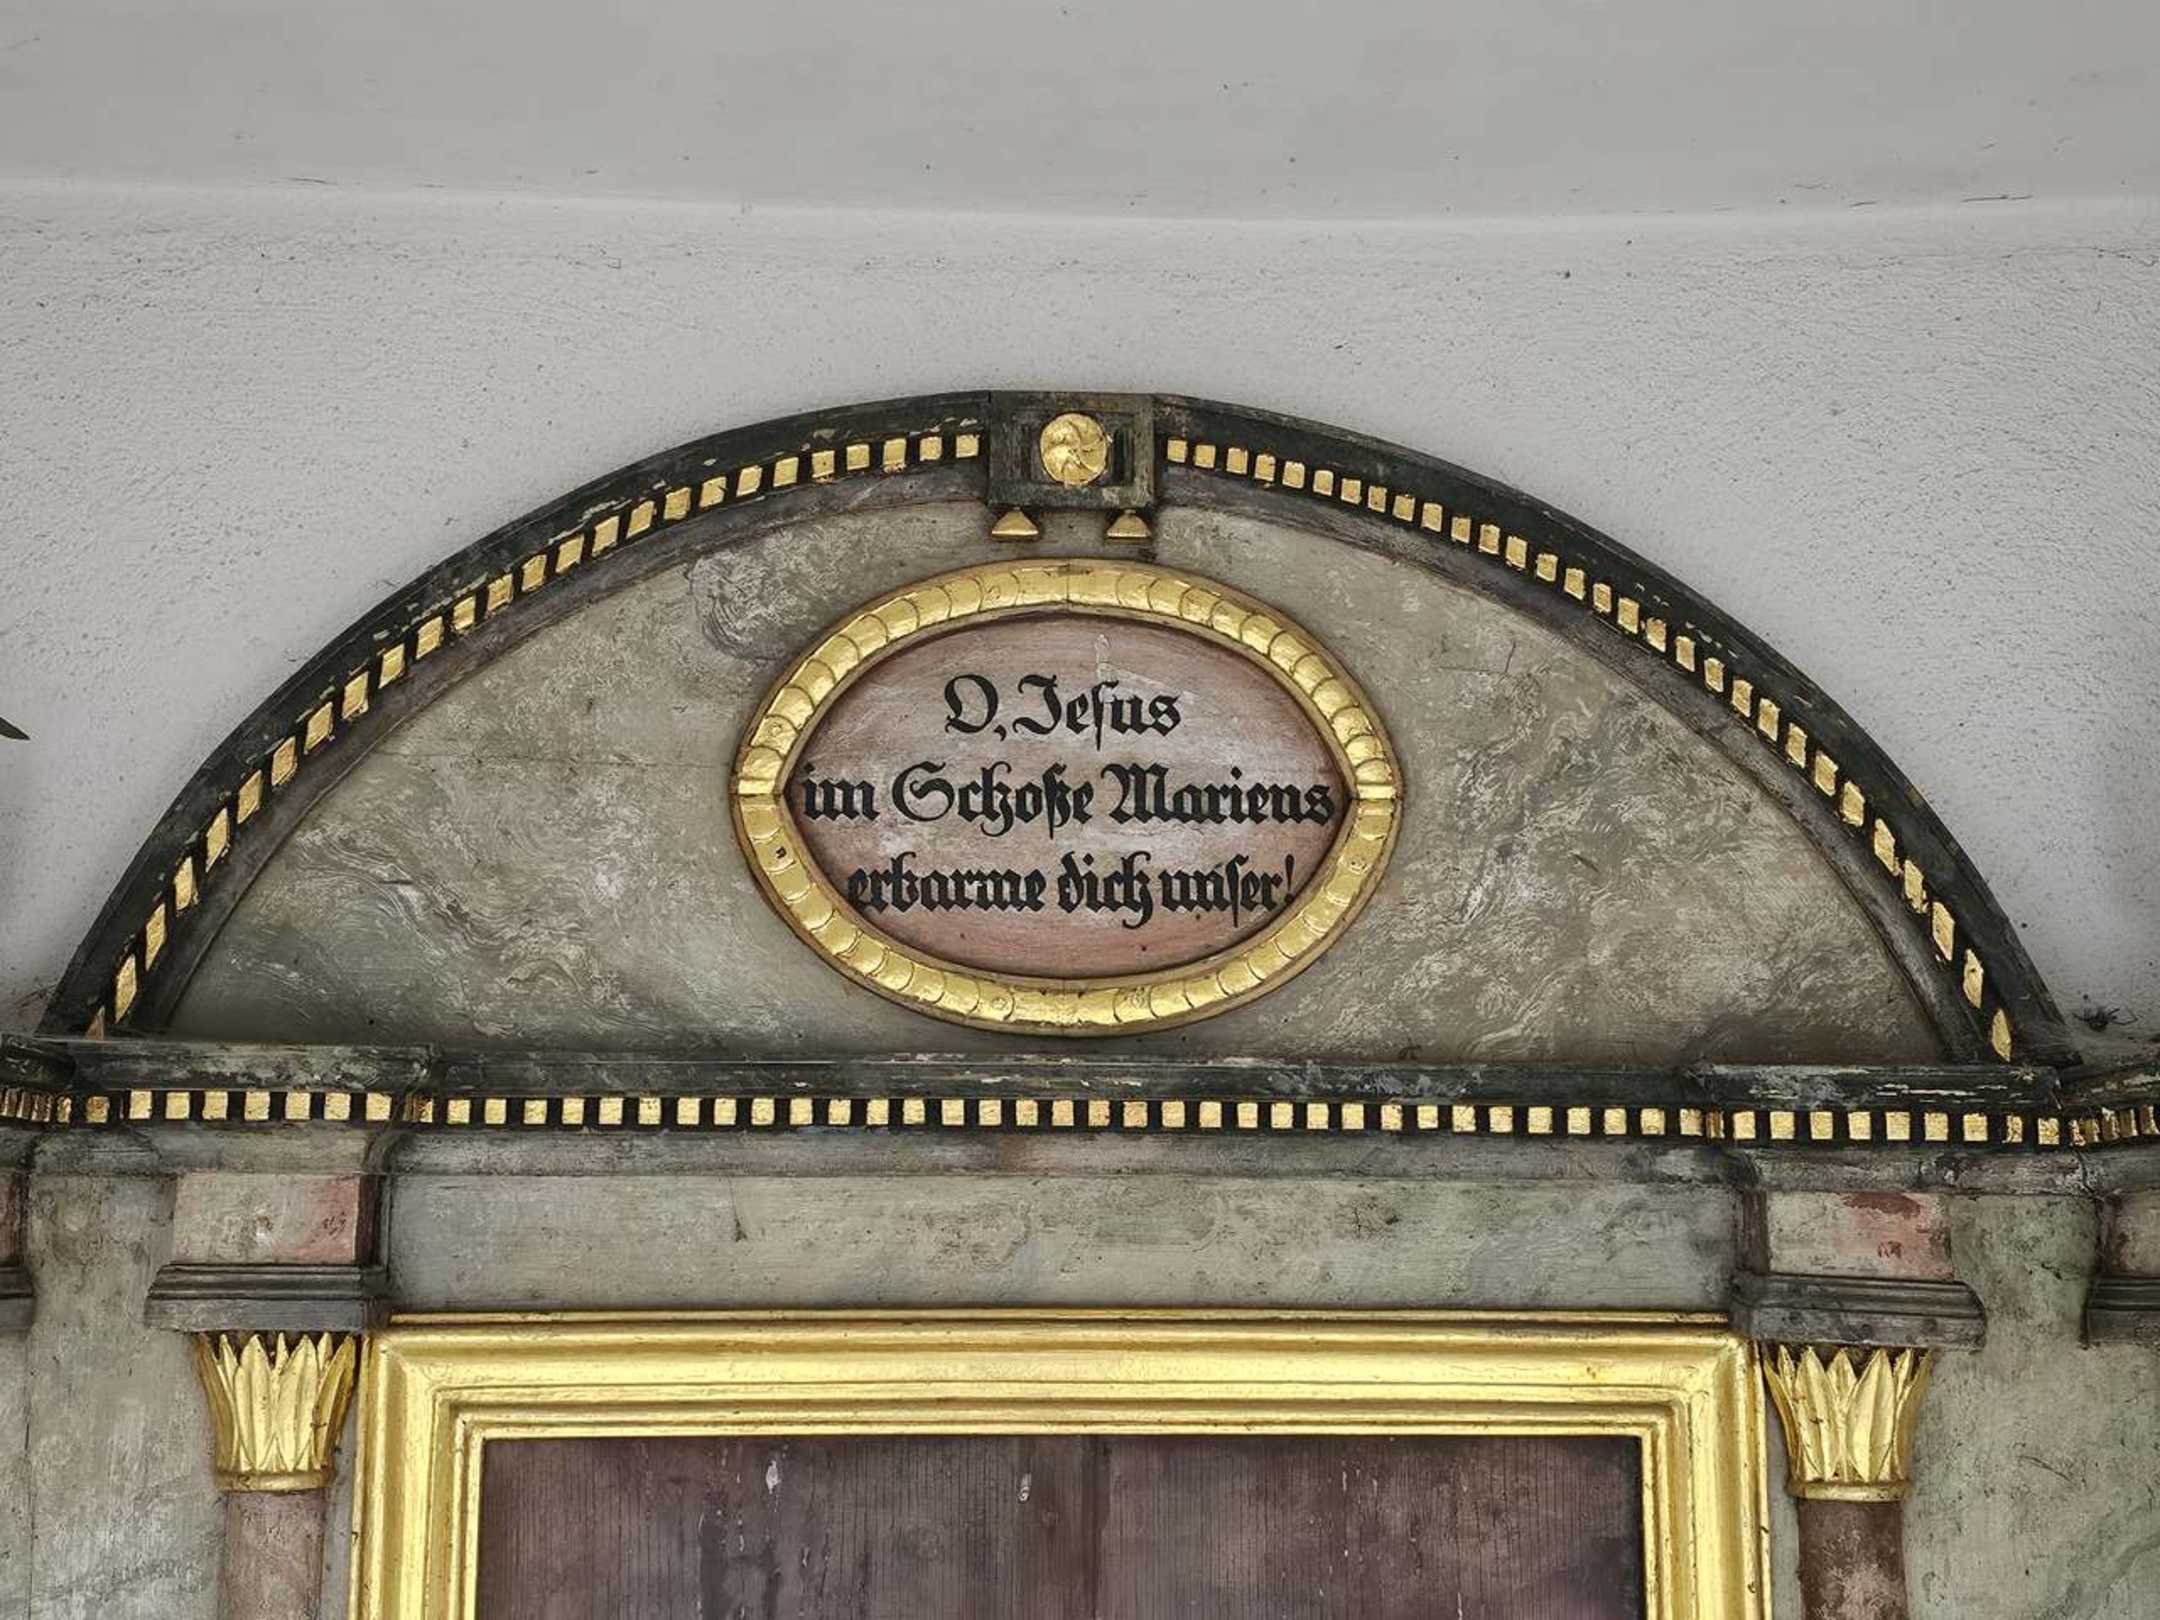 O, Jesus
im Schoße Mariens
erbarme dich unser!